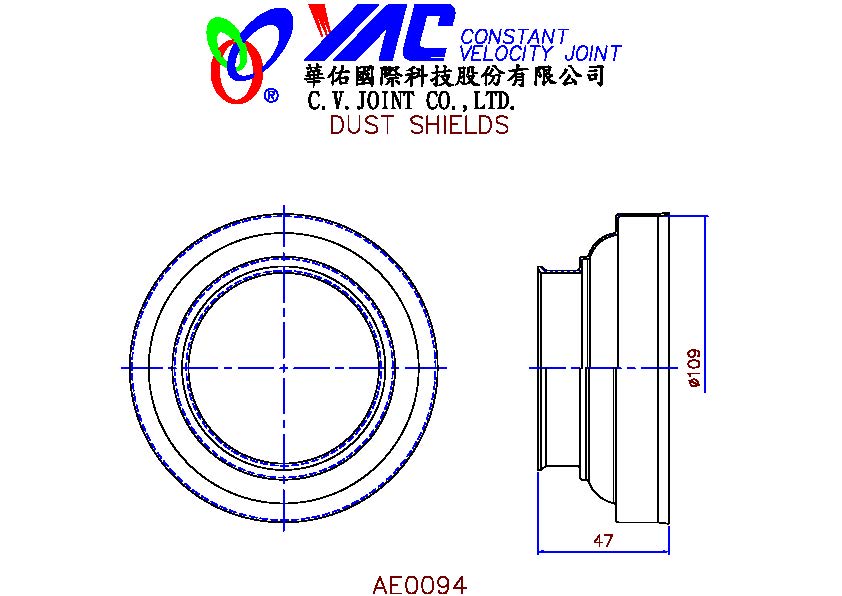 YAC CONSTANT
VELOCITY JOINT
華佑國際科技股份有限公司
® C.V.JOINT CO.,LTD.
DUST SHIELDS
ø109
47
AE0094